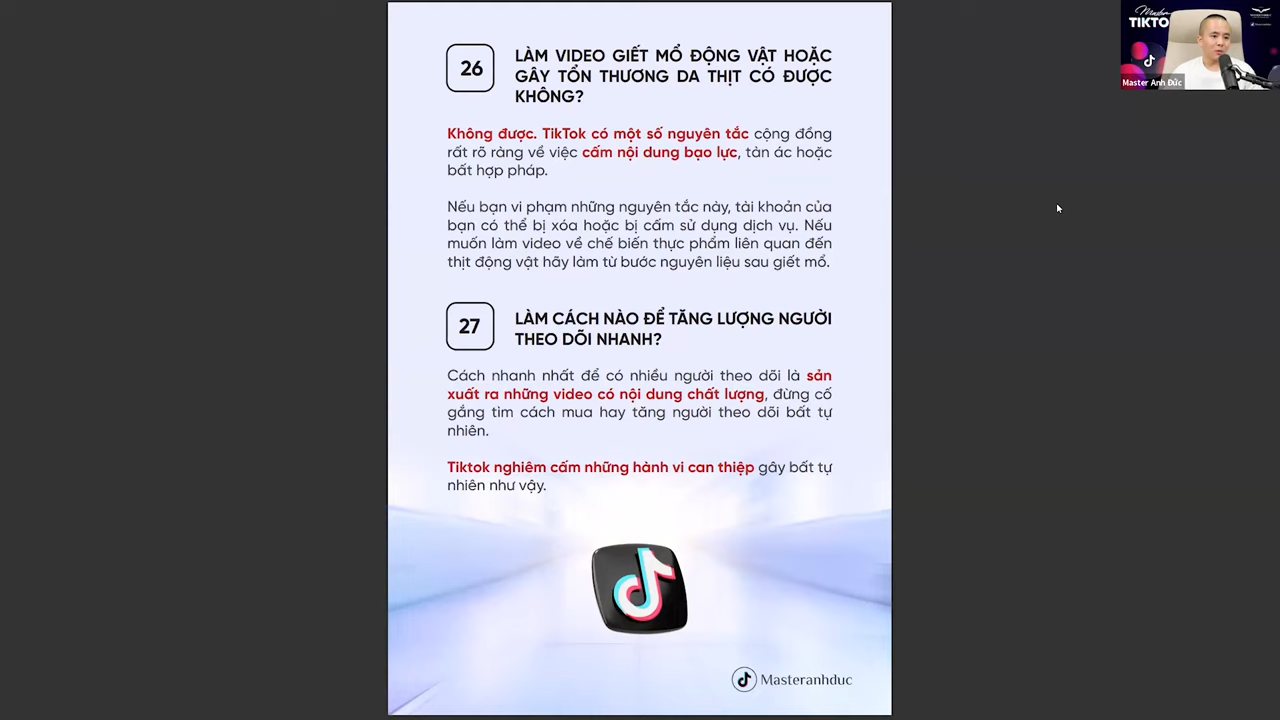 26
LÀM VIDEO GIẾT MỔ ĐỘNG VẬT HOẶC
GÂY TỔN THƯƠNG DA THỊT CÓ ĐƯỢC
KHÔNG?
Không được. TikTok có một số nguyên tắc cộng đồng
rất rõ ràng về việc cấm nội dung bạo lực, tàn ác hoặc
bất hợp pháp.
Nếu bạn vi phạm những nguyên tắc này, tài khoản của
bạn có thể bị xóa hoặc bị cấm sử dụng dịch vụ. Nếu
muốn làm video về chế biến thực phẩm liên quan đến
thịt động vật hãy làm từ bước nguyên liệu sau giết mổ.
27
LÀM CÁCH NÀO ĐỂ TĂNG LƯỢNG NGƯỜI
THEO DÕI NHANH?
Cách nhanh nhất để có nhiều người theo dõi là sản
xuất ra những video có nội dung chất lượng, đừng cố
gắng tìm cách mua hay tăng người theo dõi bất tự
nhiên.
Tiktok nghiêm cấm những hành vi can thiệp gây bất tự
nhiên như vậy.
Masteranhduc
Master
TIKTO
Master Anh Đức